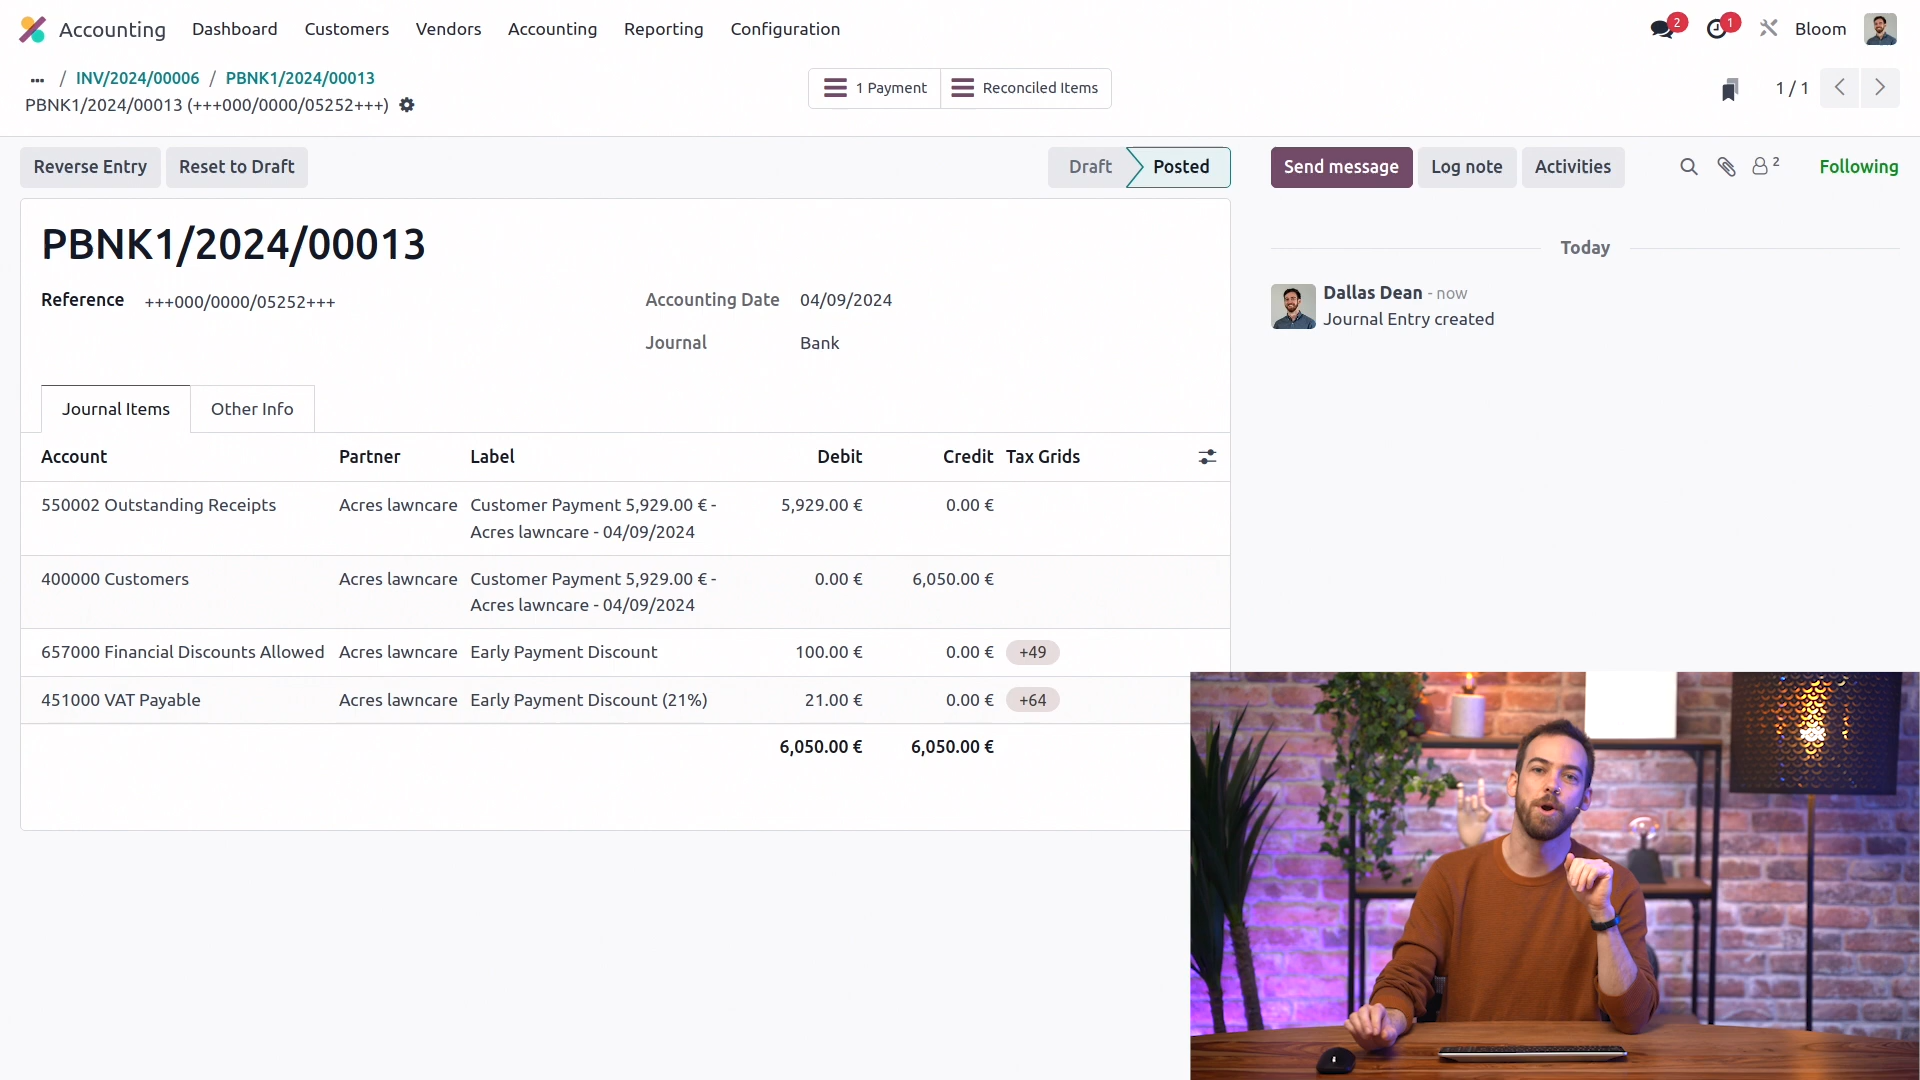 Accounting Dashboard Customers Vendors Accounting Reporting Configuration 2 1 Bloom
... / INV/2024/00006 / PBNK1/2024/00013
PBNK1/2024/00013 (+++000/0000/05252+++)
1 Payment Reconciled Items 1 / 1
Reverse Entry Reset to Draft Draft Posted Send message Log note Activities 2 Following
PBNK1/2024/00013
Reference +++000/0000/05252+++ Accounting Date 04/09/2024
Journal Bank
Today
Dallas Dean - now
Journal Entry created
Journal Items Other Info
Account Partner Label Debit Credit Tax Grids
550002 Outstanding Receipts Acres lawncare Customer Payment 5,929.00 € - 5,929.00 € 0.00 €
Acres lawncare - 04/09/2024
400000 Customers Acres lawncare Customer Payment 5,929.00 € - 0.00 € 6,050.00 €
Acres lawncare - 04/09/2024
657000 Financial Discounts Allowed Acres lawncare Early Payment Discount 100.00 € 0.00 € +49
451000 VAT Payable Acres lawncare Early Payment Discount (21%) 21.00 € 0.00 € +64
6,050.00 € 6,050.00 €